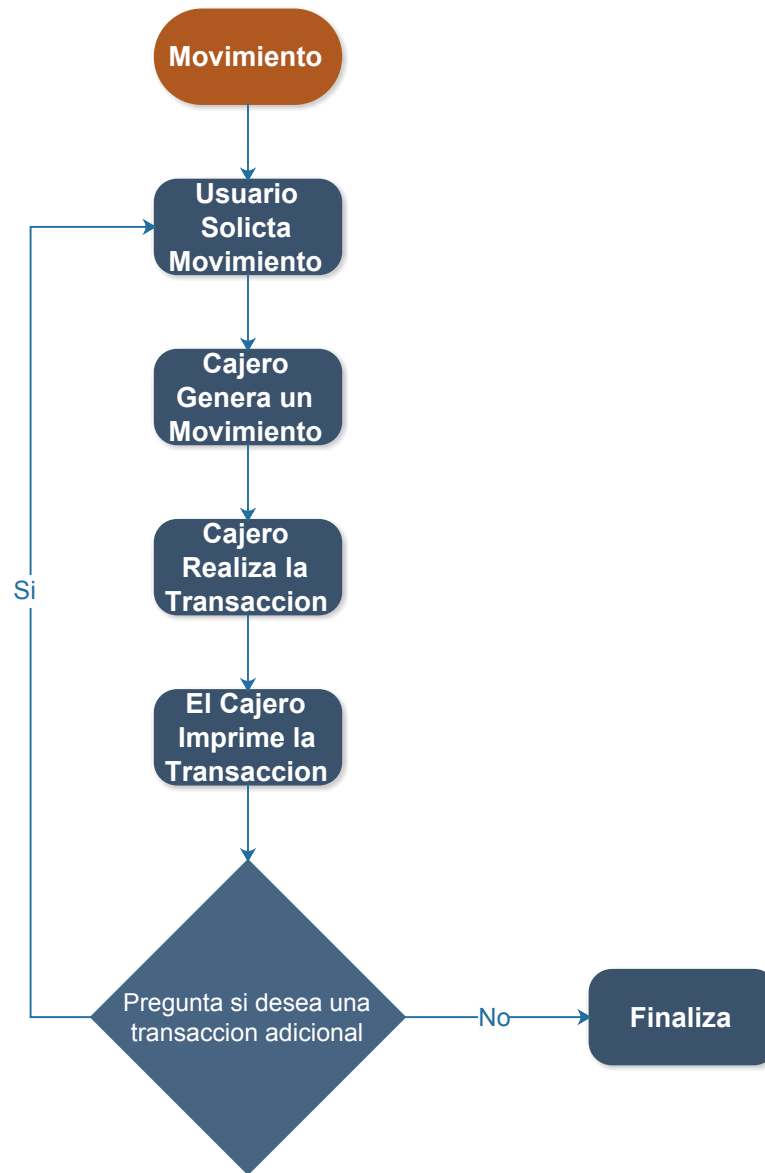 Movimiento
Usuario
Solicta
Movimiento
Cajero
Genera un
Movimiento
Cajero
Realiza la
Transaccion
Si
El Cajero
Imprime la
Transaccion
Pregunta si desea una
transaccion adicional
No
Finaliza